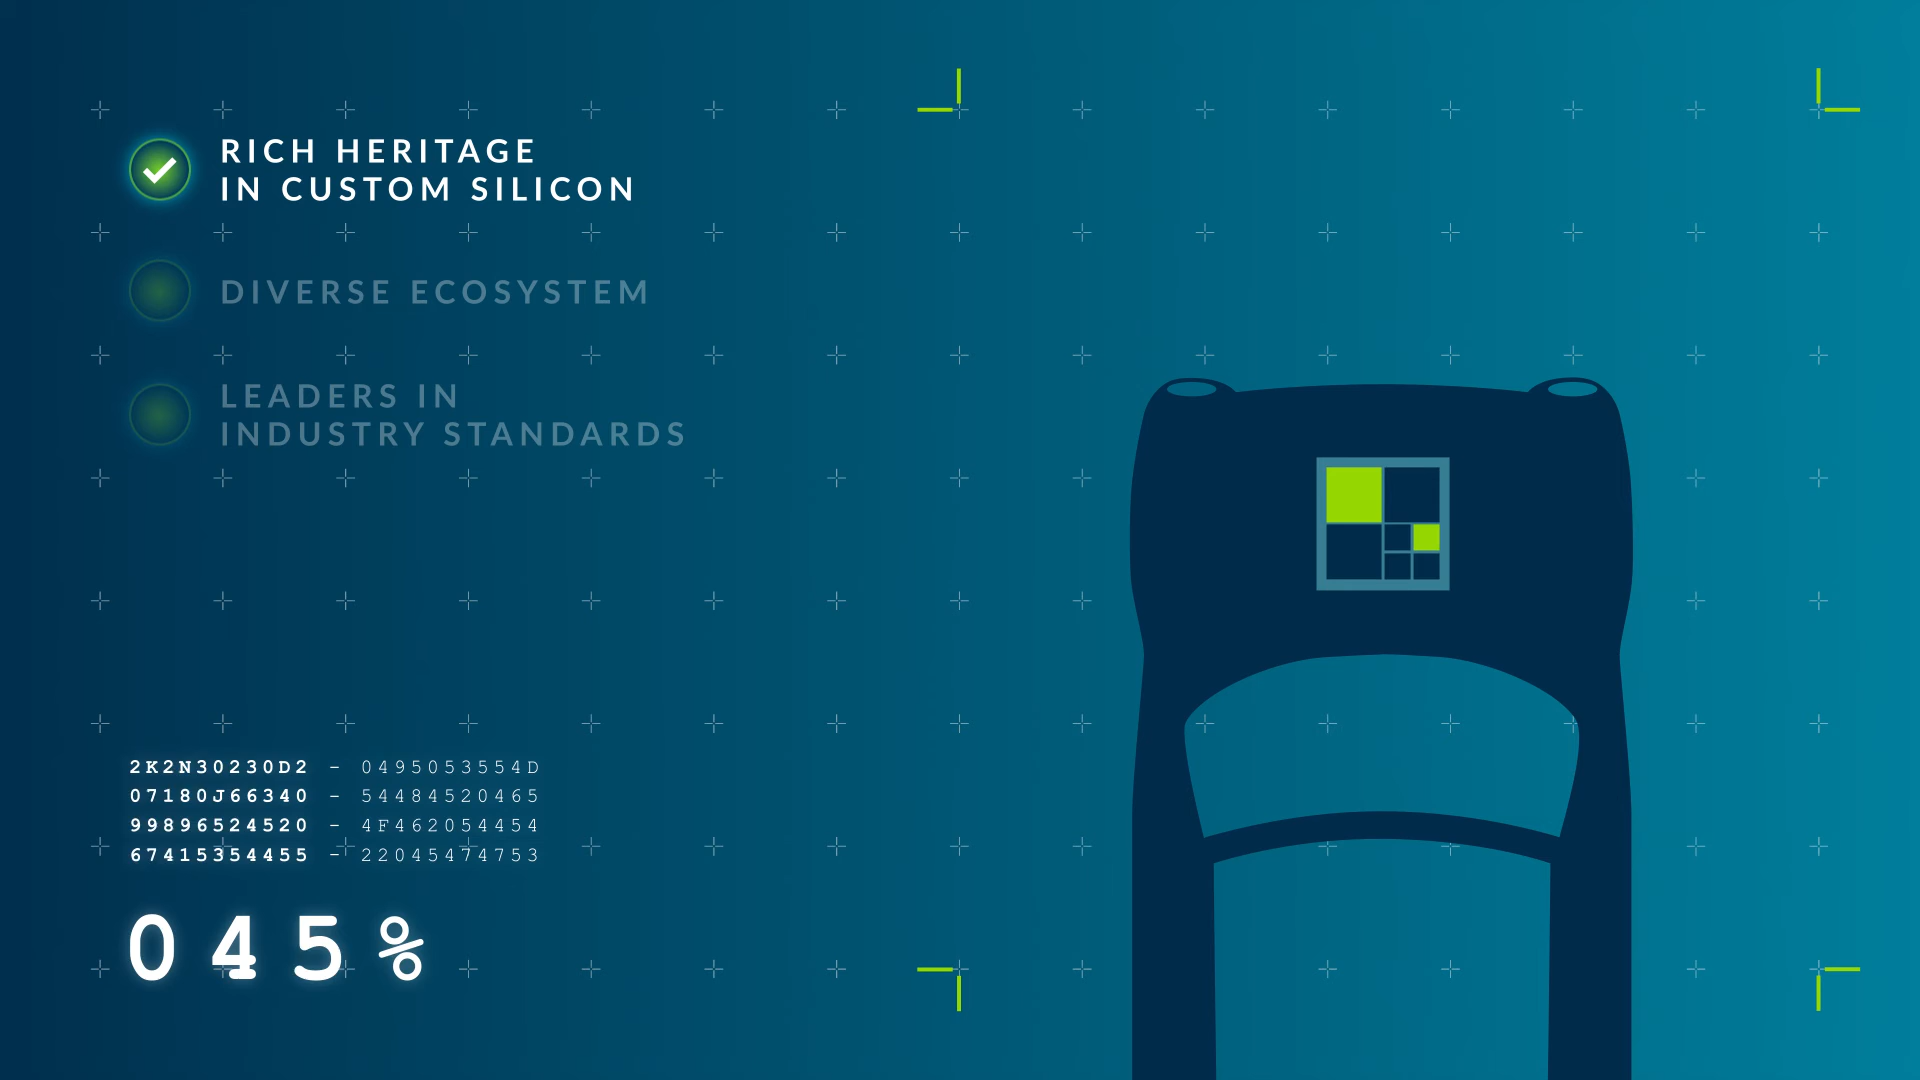 RICH HERITAGE
IN CUSTOM SILICON
DIVERSE ECOSYSTEM
LEADERS IN
INDUSTRY STANDARDS
2K2N30230D2 - 0495053554D
07180J66340 - 54484520465
99896524520 - 4F462054454
67415354455 - 22045474753
045%